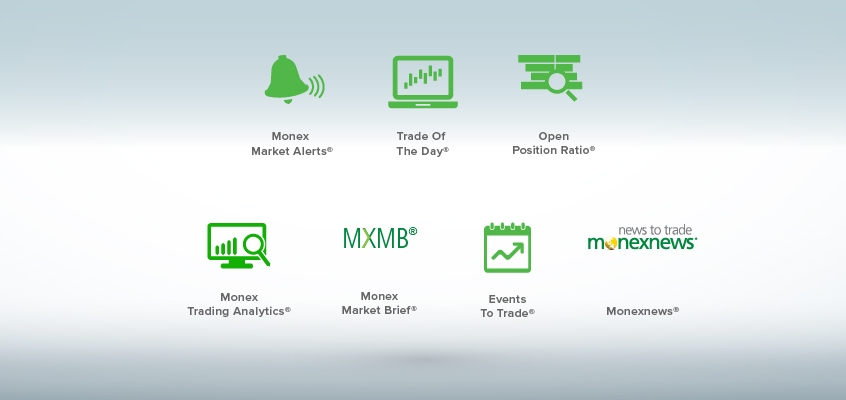 Monex
Market Alerts®
Trade Of
The Day®
Open
Position Ratio®
MXMB®
news to trade
monexnews®
Monex
Trading Analytics®
Monex
Market Brief®
Events
To Trade®
Monexnews®